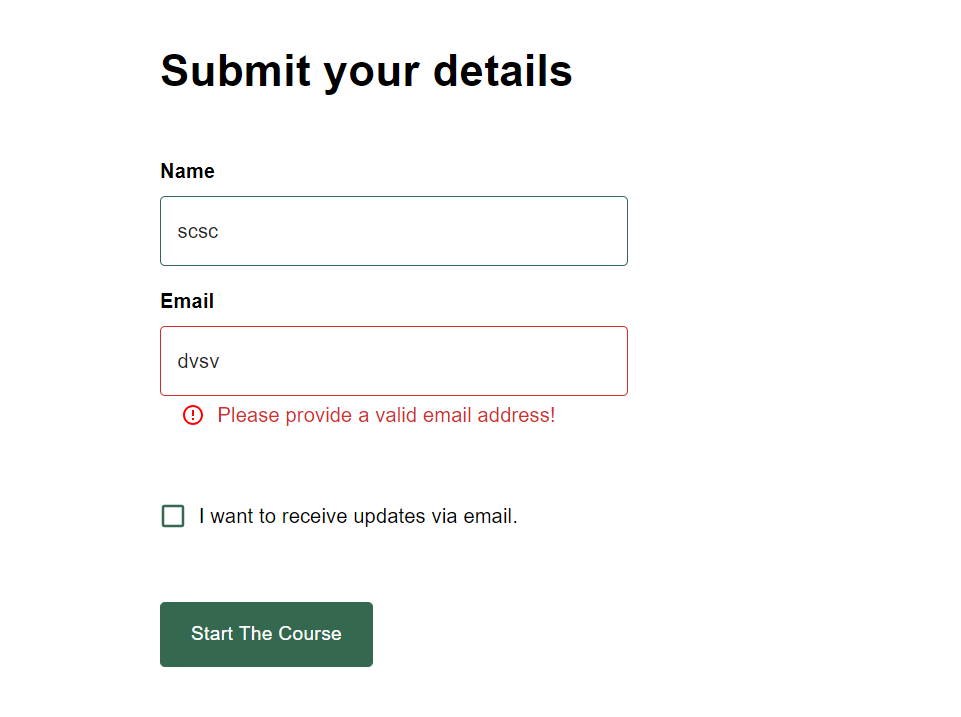 Submit your details
Name
scsc
Email
dvsv
Please provide a valid email address!
I want to receive updates via email.
Start The Course